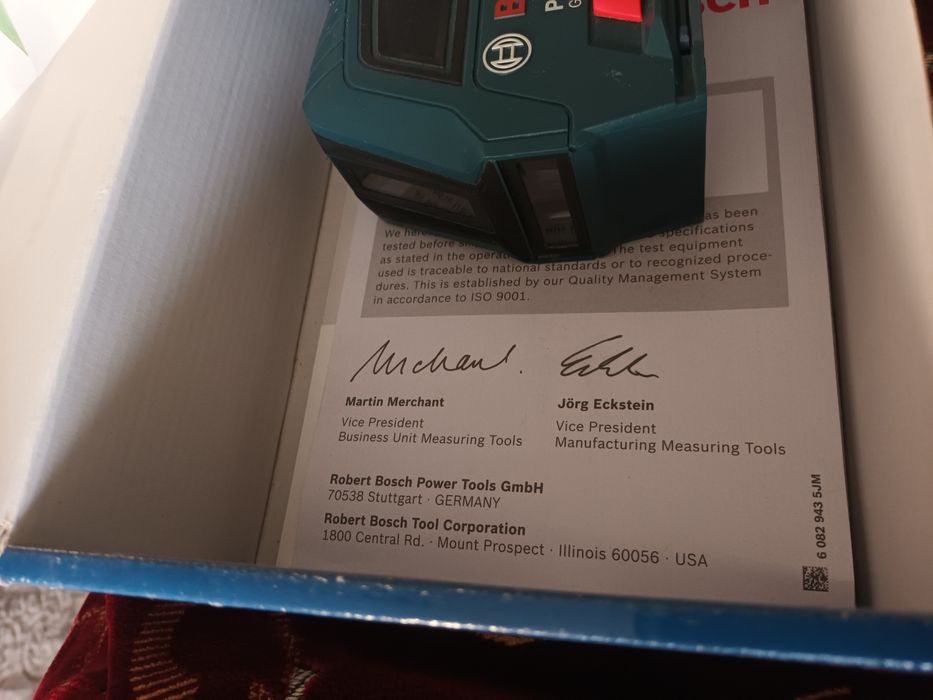 as been
We here
specifications
tested before
The test equipment
as stated in the operat
used is traceable to national standards or to recognized proce-
dures. This is established by our Quality Management System
in accordance to ISO 9001.
Martin Merchant
Jörg Eckstein
Vice President
Vice President
Business Unit Measuring Tools
Manufacturing Measuring Tools
Robert Bosch Power Tools GmbH
70538 Stuttgart · GERMANY
Robert Bosch Tool Corporation
1800 Central Rd. · Mount Prospect · Illinois 60056 · USA
6 082 943 5JM